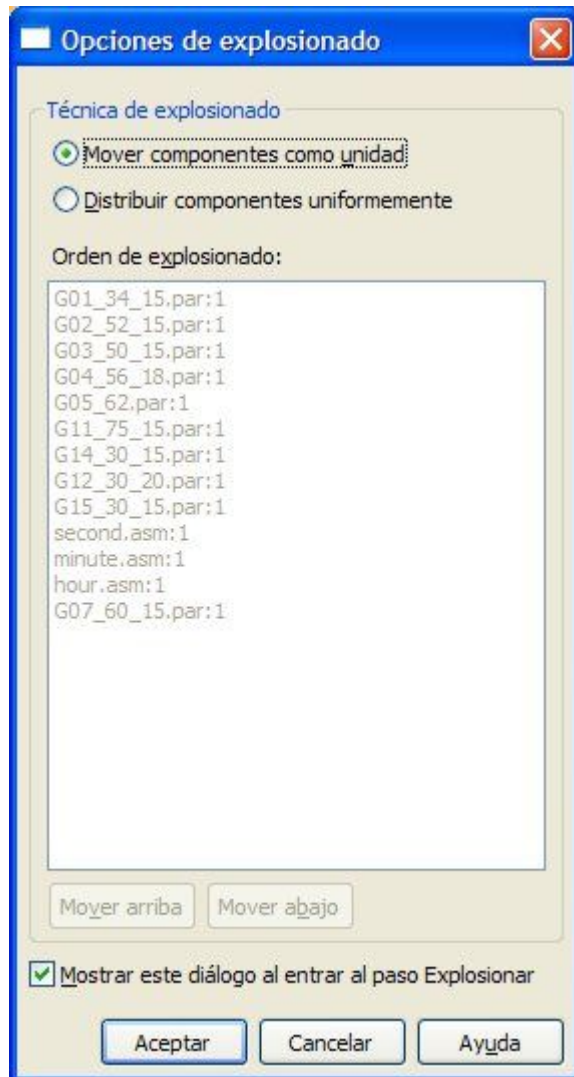 Opciones de explosionado
Técnica de explosionado
Mover componentes como unidad
Distribuir componentes uniformemente
Orden de explosionado:
G01_34_15.par:1
G02_52_15.par:1
G03_50_15.par:1
G04_56_18.par:1
G05_62.par:1
G11_75_15.par:1
G14_30_15.par:1
G12_30_20.par:1
G15_30_15.par:1
second.asm:1
minute.asm:1
hour.asm:1
G07_60_15.par:1
Mover arriba Mover abajo
Mostrar este diálogo al entrar al paso Explosionar
Aceptar Cancelar Ayuda